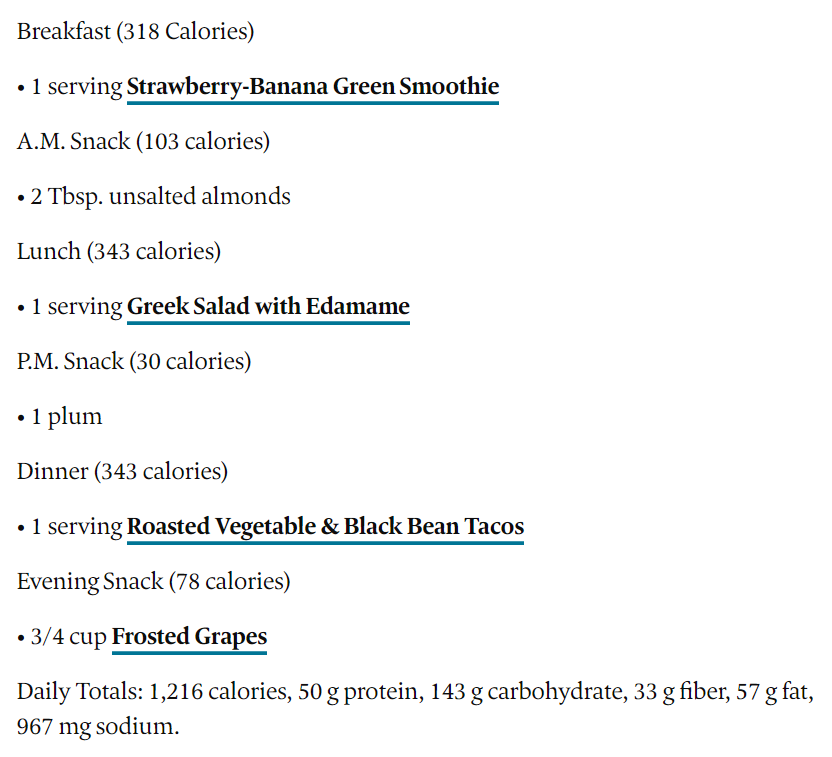 Breakfast (318 Calories)
• 1 serving Strawberry-Banana Green Smoothie
A.M. Snack (103 calories)
• 2 Tbsp. unsalted almonds
Lunch (343 calories)
• 1 serving Greek Salad with Edamame
P.M. Snack (30 calories)
• 1 plum
Dinner (343 calories)
• 1 serving Roasted Vegetable & Black Bean Tacos
Evening Snack (78 calories)
• 3/4 cup Frosted Grapes
Daily Totals: 1,216 calories, 50 g protein, 143 g carbohydrate, 33 g fiber, 57 g fat,
967 mg sodium.